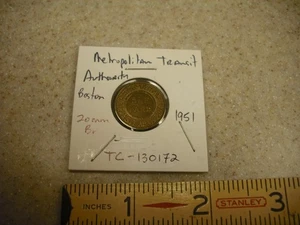 Metropolitan Transit
Authority
Boston
20mm 1951
Br
TC-130172
INCHES 1 2 STANLEY 3